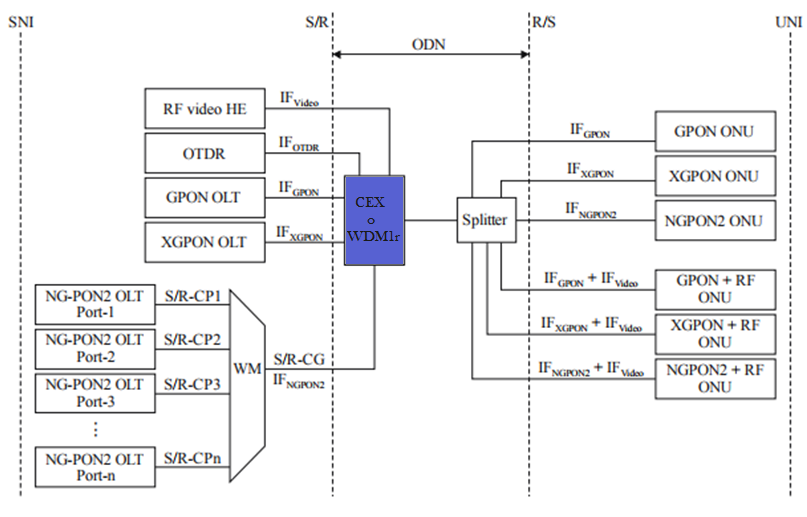 SNI
S/R
R/S
UNI
ODN
RF video HE
IFVideo
OTDR
IFOTDR
GPON OLT
IFGPON
XGPON OLT
IFXGPON
CEX
o
WDM1r
Splitter
IFGPON
GPON ONU
IFXGPON
XGPON ONU
IFNGPON2
NGPON2 ONU
IFGPON + IFVideo
GPON + RF
ONU
IFXGPON + IFVideo
XGPON + RF
ONU
IFNGPON2 + IFVideo
NGPON2 + RF
ONU
NG-PON2 OLT
Port-1
S/R-CP1
NG-PON2 OLT
Port-2
S/R-CP2
NG-PON2 OLT
Port-3
S/R-CP3
⋮
NG-PON2 OLT
Port-n
S/R-CPn
WM
S/R-CG
IFNGPON2